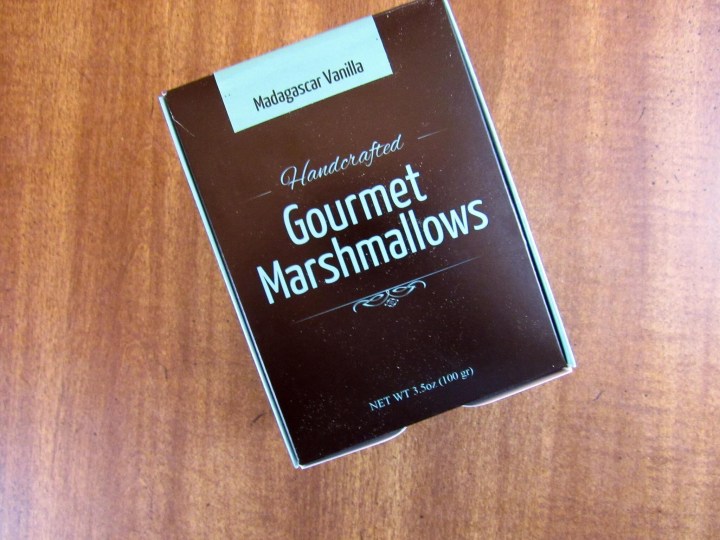 Madagascar Vanilla
Handcrafted
Gourmet
Marshmallows
NET WT 3.5oz (100 gr)